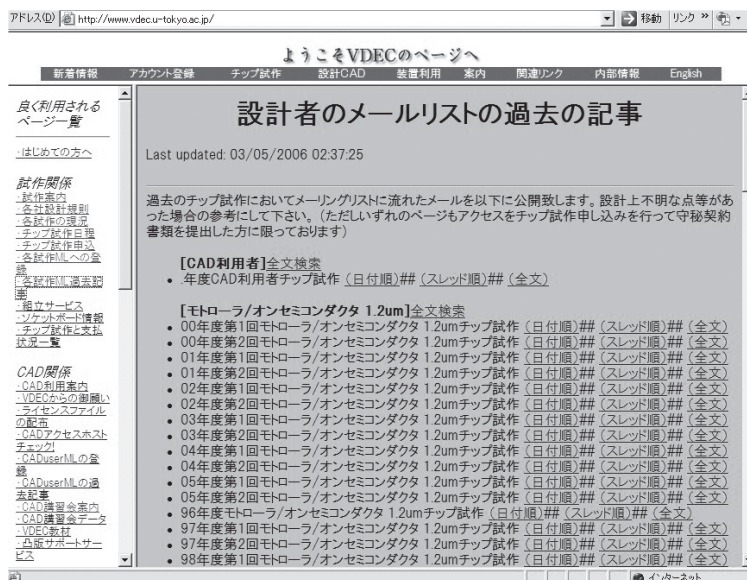 アドレス(D) http://www.vdec.u-tokyo.ac.jp/ 移動 リンク »
ようこそVDECのページへ
新着情報 アカウント登録 チップ試作 設計CAD 装置利用 案内 関連リンク 内部情報 English
良く利用される
ページ一覧
・はじめての方へ
試作関係
・試作案内
・各社設計規則
・各試作の現況
・チップ試作日程
・チップ試作申込
・各試作MLへの登
録
・各試作ML過去記
事
・組立サービス
・ソケットボード情報
・チップ試作と支払
状況一覧
CAD関係
・CAD利用案内
・VDECからの御願い
・ライセンスファイル
の配布
・CADアクセスホスト
チェック!
・CADuserMLの登
録
・CADuserMLの過
去記事
・CAD講習会案内
・CAD講習会データ
・VDEC教材
・凸版サポートサー
ビス
設計者のメールリストの過去の記事
Last updated: 03/05/2006 02:37:25
過去のチップ試作においてメーリングリストに流れたメールを以下に公開致します。設計上不明な点等があ
った場合の参考にして下さい。（ただしいずれのページもアクセスをチップ試作申し込みを行って守秘契約
書類を提出した方に限っております）
[CAD利用者]全文検索
• .年度CAD利用者チップ試作 (日付順)## (スレッド順)## (全文)
[モトローラ/オンセミコンダクタ 1.2um]全文検索
• 00年度第1回モトローラ/オンセミコンダクタ 1.2umチップ試作 (日付順)## (スレッド順)## (全文)
• 00年度第2回モトローラ/オンセミコンダクタ 1.2umチップ試作 (日付順)## (スレッド順)## (全文)
• 01年度第1回モトローラ/オンセミコンダクタ 1.2umチップ試作 (日付順)## (スレッド順)## (全文)
• 01年度第2回モトローラ/オンセミコンダクタ 1.2umチップ試作 (日付順)## (スレッド順)## (全文)
• 02年度第1回モトローラ/オンセミコンダクタ 1.2umチップ試作 (日付順)## (スレッド順)## (全文)
• 02年度第2回モトローラ/オンセミコンダクタ 1.2umチップ試作 (日付順)## (スレッド順)## (全文)
• 03年度第1回モトローラ/オンセミコンダクタ 1.2umチップ試作 (日付順)## (スレッド順)## (全文)
• 03年度第2回モトローラ/オンセミコンダクタ 1.2umチップ試作 (日付順)## (スレッド順)## (全文)
• 04年度第1回モトローラ/オンセミコンダクタ 1.2umチップ試作 (日付順)## (スレッド順)## (全文)
• 04年度第2回モトローラ/オンセミコンダクタ 1.2umチップ試作 (日付順)## (スレッド順)## (全文)
• 05年度第1回モトローラ/オンセミコンダクタ 1.2umチップ試作 (日付順)## (スレッド順)## (全文)
• 05年度第2回モトローラ/オンセミコンダクタ 1.2umチップ試作 (日付順)## (スレッド順)## (全文)
• 96年度モトローラ/オンセミコンダクタ 1.2umチップ試作 (日付順)## (スレッド順)## (全文)
• 97年度第1回モトローラ/オンセミコンダクタ 1.2umチップ試作 (日付順)## (スレッド順)## (全文)
• 97年度第2回モトローラ/オンセミコンダクタ 1.2umチップ試作 (日付順)## (スレッド順)## (全文)
• 98年度第1回モトローラ/オンセミコンダクタ 1.2umチップ試作 (日付順)## (スレッド順)## (全文)
インターネット